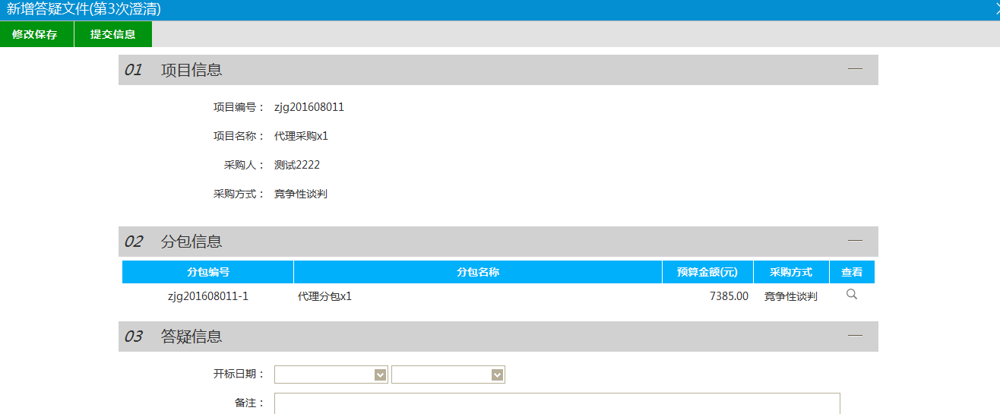 新增答疑文件(第3次澄清)
修改保存 提交信息
01 项目信息
项目编号： zjg201608011
项目名称： 代理采购x1
采购人： 测试2222
采购方式： 竞争性谈判
02 分包信息
分包编号 分包名称 预算金额(元) 采购方式 查看
zjg201608011-1 代理分包x1 7385.00 竞争性谈判
03 答疑信息
开标日期：
备注：